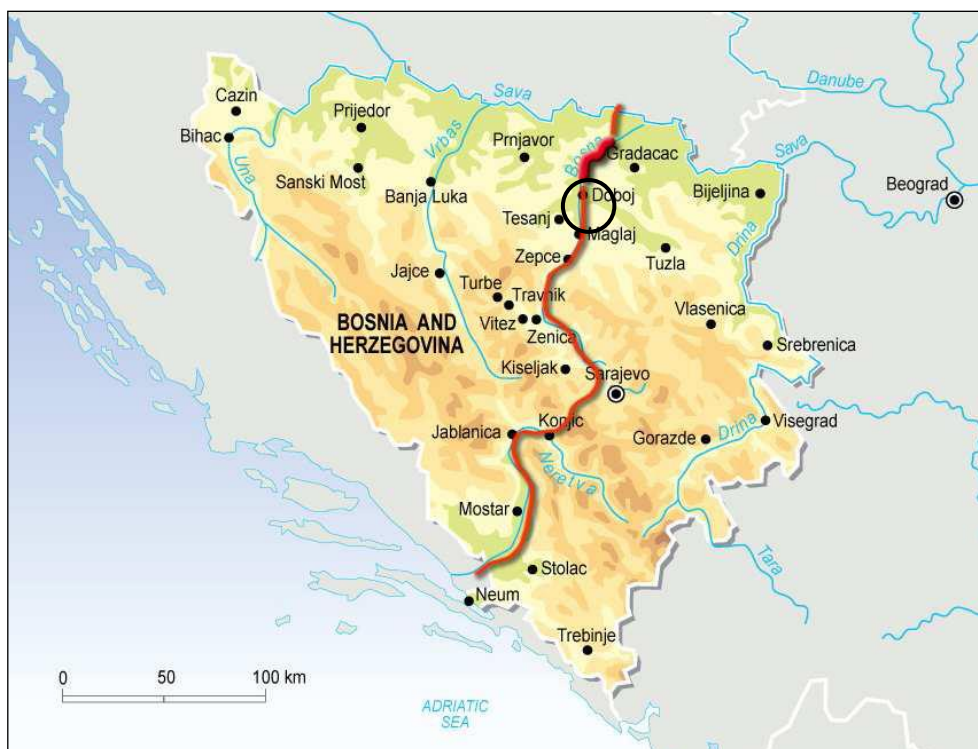 Danube
Sava
Cazin
Prijedor
Bihac
Una
Vrbas
Prnjavor
Bosna
Gradacac
Sava
Sanski Most
Banja Luka
Doboj
Bijeljina
Beograd
Tesanj
Maglaj
Drina
Zepce
Tuzla
Jajce
Turbe
Travnik
Vlasenica
BOSNIA AND
HERZEGOVINA
Vitez
Zenica
Srebrenica
Kiseljak
Sarajevo
Jablanica
Konjic
Gorazde
Drina
Visegrad
Neretva
Mostar
Tara
Stolac
Neum
Trebinje
0 50 100 km
ADRIATIC
SEA